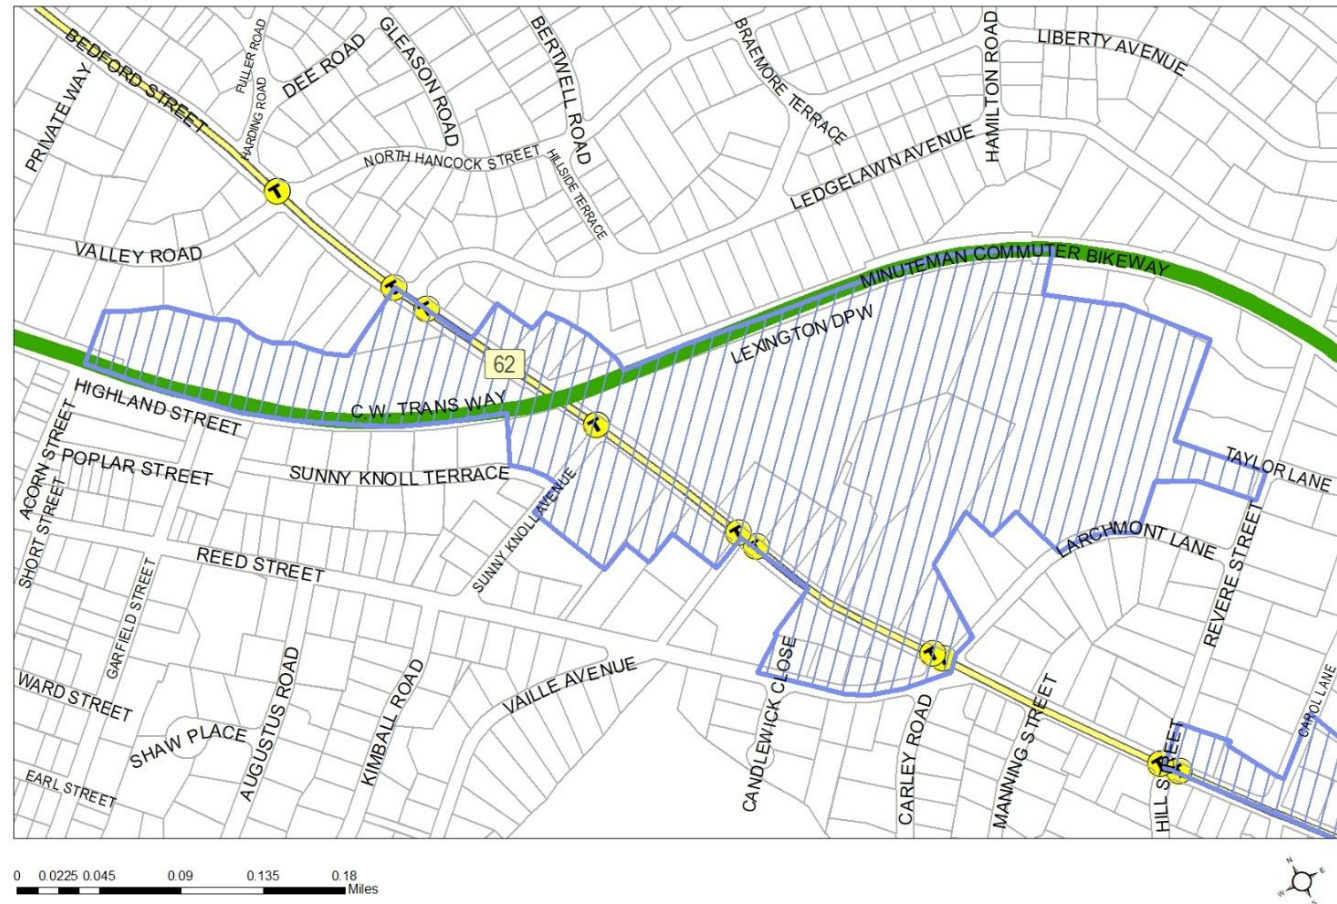 LIBERTY AVENUE
HAMILTON ROAD
BRAEMORE TERRACE
BERTWELL ROAD
GLEASON ROAD
DEE ROAD
FULLER ROAD
HARDING ROAD
BEDFORD STREET
PRIVATE WAY
NORTH HANCOCK STREET
HILLSIDE TERRACE
LEDGELAWN AVENUE
T
VALLEY ROAD
MINUTEMAN COMMUTER BIKEWAY
LEXINGTON DPW
62
C.W. TRANS WAY
HIGHLAND STREET
ACORN STREET
POPLAR STREET
SHORT STREET
SUNNY KNOLL TERRACE
T
SUNNY KNOLL AVENUE
TAYLOR LANE
LARCHMONT LANE
REVERE STREET
T
REED STREET
GARFIELD STREET
WARD STREET
SHAW PLACE
EARL STREET
AUGUSTUS ROAD
KIMBALL ROAD
VAILLE AVENUE
CANDLEWICK CLOSE
CARLEY ROAD
MANNING STREET
HILL STREET
CAROL LANE
0 0.0225 0.045 0.09 0.135 0.18
Miles
N
E
W